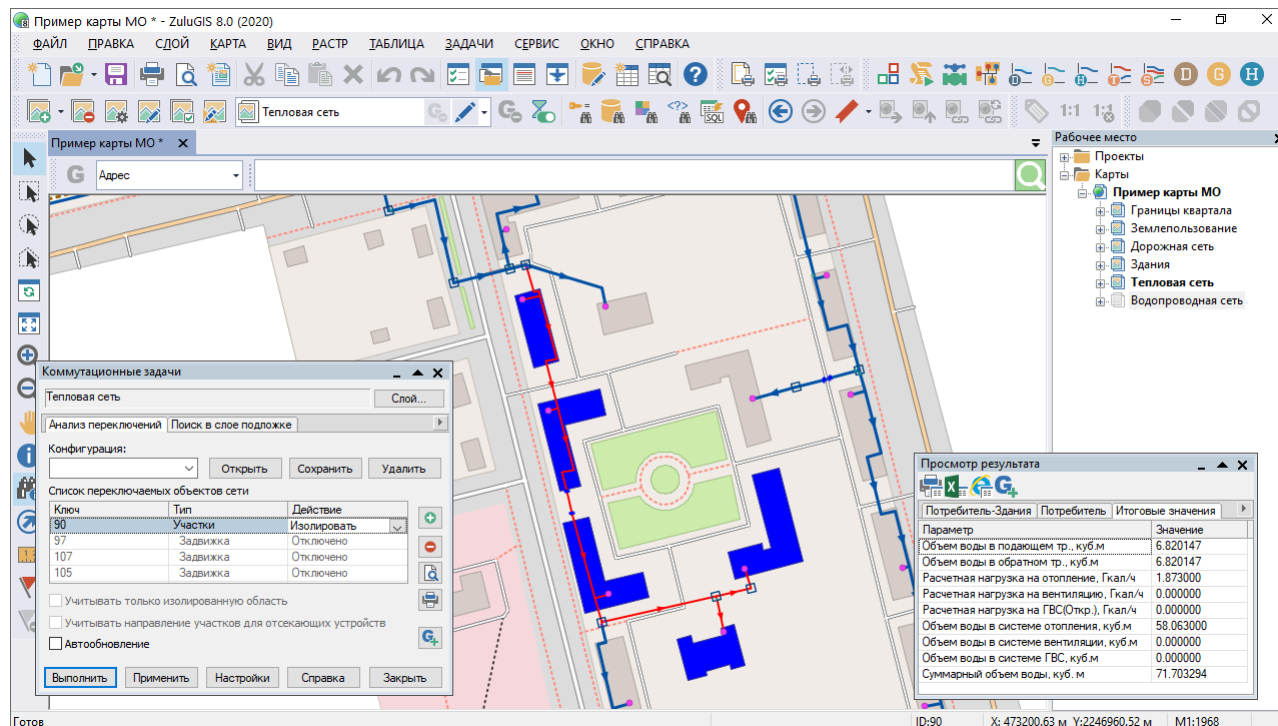 Пример карты МО * - ZuluGIS 8.0 (2020)
ФАЙЛ ПРАВКА СЛОЙ КАРТА ВИД РАСТР ТАБЛИЦА ЗАДАЧИ СЕРВИС ОКНО СПРАВКА
D G H
Тепловая сеть G G <?> SQL 1:1 1:3
Пример карты МО * X
Рабочее место
G Адрес
Проекты
Карты
Пример карты МО
Границы квартала
Землепользование
Дорожная сеть
Здания
Тепловая сеть
Водопроводная сеть
Коммутационные задачи
Тепловая сеть Слой...
Анализ переключений Поиск в слое подложке
Конфигурация:
Открыть Сохранить Удалить
Список переключаемых объектов сети
Ключ Тип Действие
90 Участки Изолировать
97 Задвижка Отключено
107 Задвижка Отключено
105 Задвижка Отключено
Учитывать только изолированную область
Учитывать направление участков для отсекающих устройств
Автообновление
Выполнить Применить Настройки Справка Закрыть
Просмотр результата
Потребитель-Здания Потребитель Итоговые значения
Параметр Значение
Объем воды в подающем тр., куб.м 6.820147
Объем воды в обратном тр., куб.м 6.820147
Расчетная нагрузка на отопление, Гкал/ч 1.873000
Расчетная нагрузка на вентиляцию, Гкал/ч 0.000000
Расчетная нагрузка на ГВС(Откр.), Гкал/ч 0.000000
Объем воды в системе отопления, куб.м 58.063000
Объем воды в системе вентиляции, куб.м 0.000000
Объем воды в системе ГВС, куб.м 0.000000
Суммарный объем воды, куб. м 71.703294
Готов ID:90 X: 473200.63 м Y:2246960.52 м М1:1968